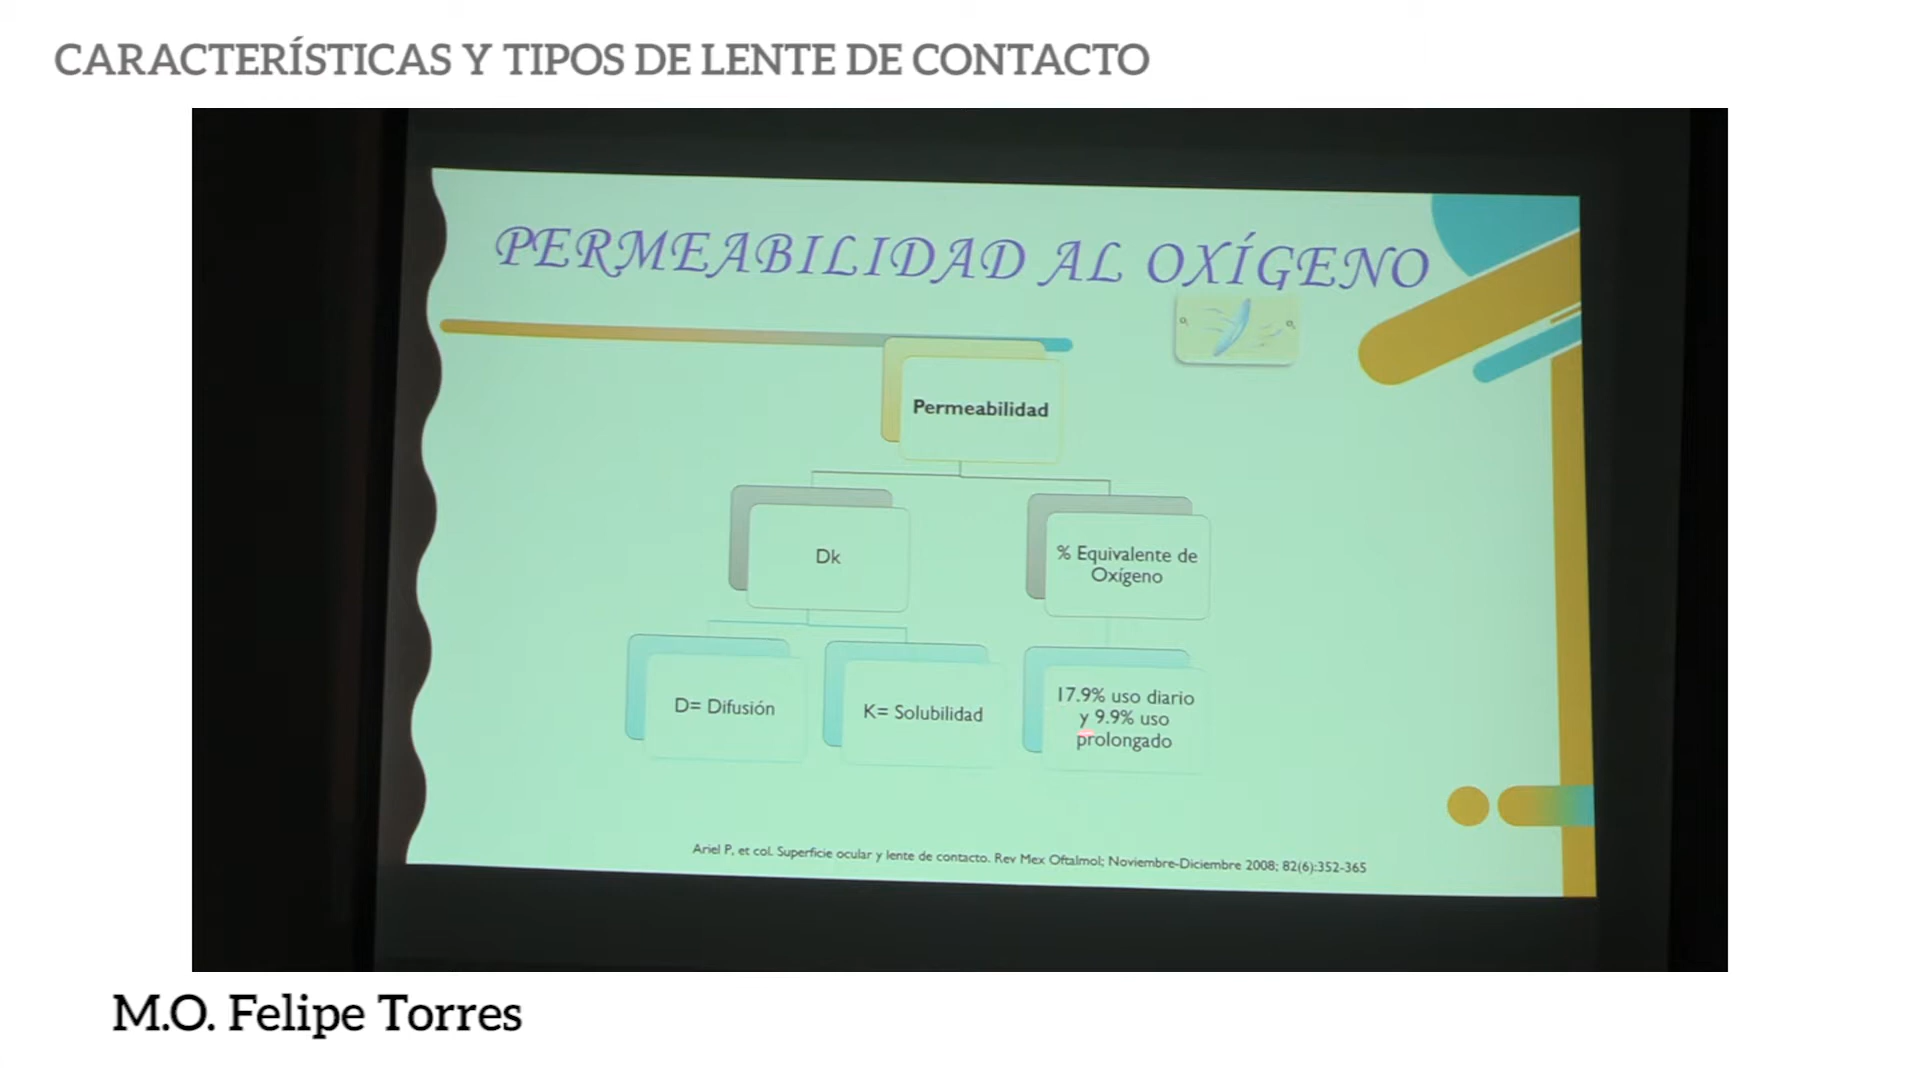 CARACTERÍSTICAS Y TIPOS DE LENTE DE CONTACTO
PERMEABILIDAD AL OXÍGENO
Permeabilidad
Dk
% Equivalente de
Oxígeno
D= Difusión
K= Solubilidad
17.9% uso diario
y 9.9% uso
prolongado
Ariel P, et col. Superficie ocular y lente de contacto. Rev Mex Oftalmol; Noviembre-Diciembre 2008; 82(6):352-365
M.O. Felipe Torres